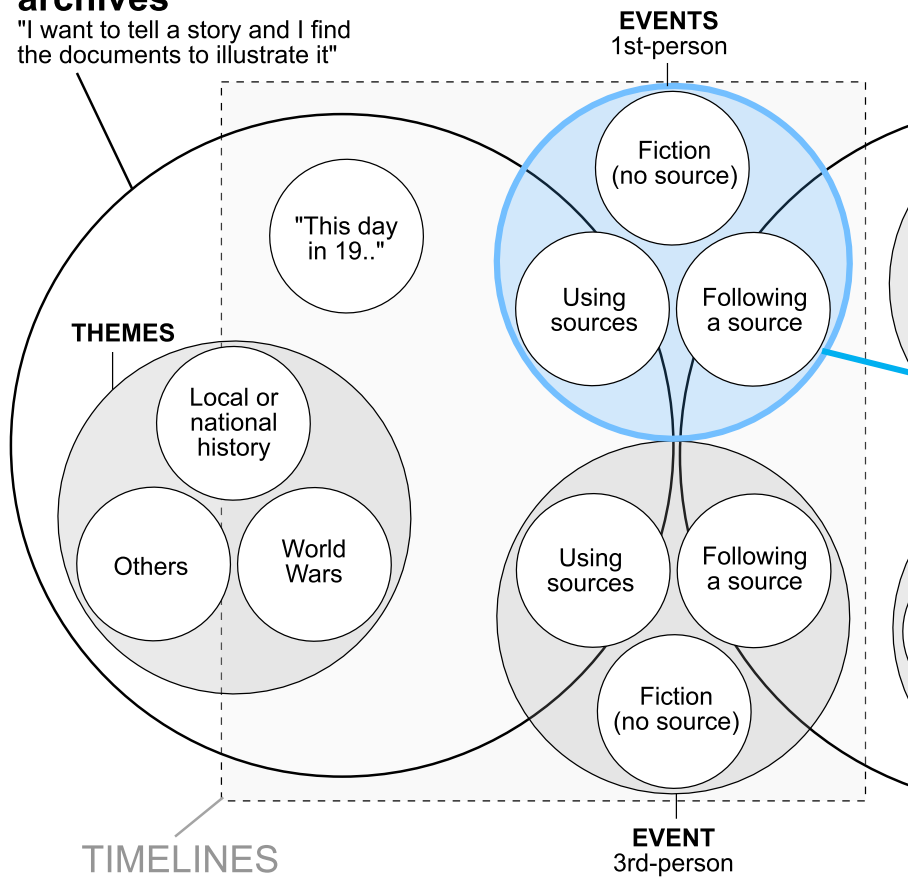 archives
"I want to tell a story and I find
the documents to illustrate it"
EVENTS
1st-person
Fiction
(no source)
"This day
in 19.."
Using
sources
Following
a source
THEMES
Local or
national
history
Others
World
Wars
Using
sources
Following
a source
Fiction
(no source)
EVENT
3rd-person
TIMELINES